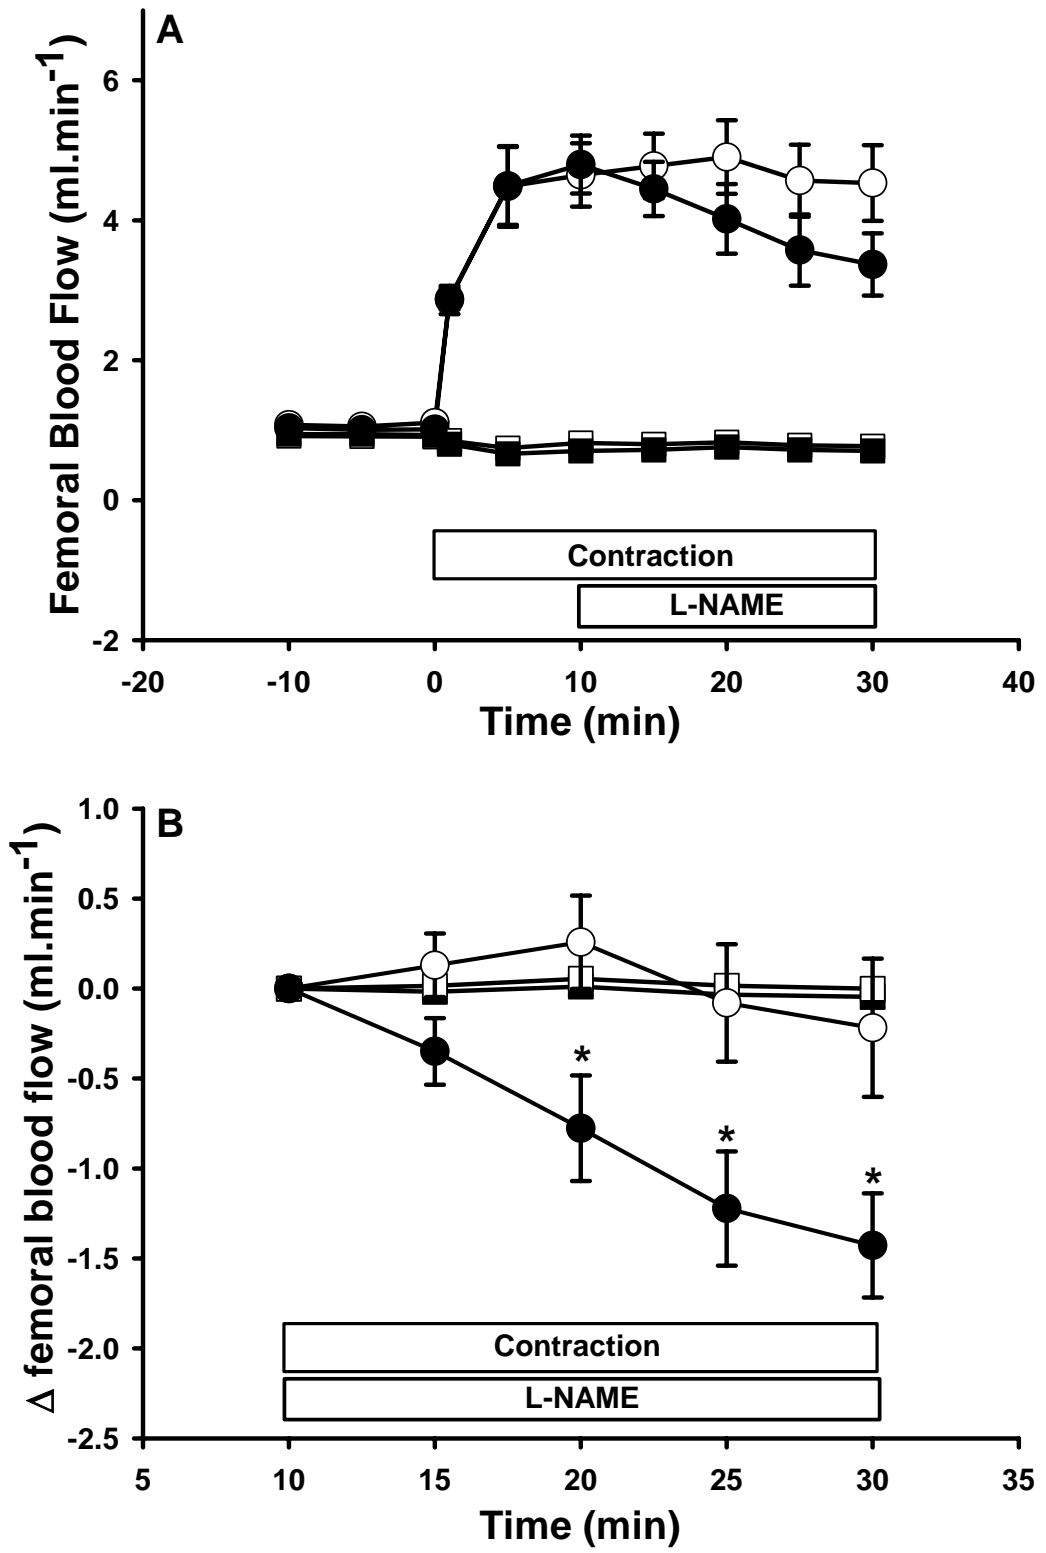 A
Femoral Blood Flow (ml.min-1)
6
4
2
0
-2
Contraction
L-NAME
-20 -10 0 10 20 30 40
Time (min)
B
Δ femoral blood flow (ml.min-1)
1.0
0.5
0.0
-0.5
-1.0
-1.5
-2.0
-2.5
* * *
Contraction
L-NAME
5 10 15 20 25 30 35
Time (min)